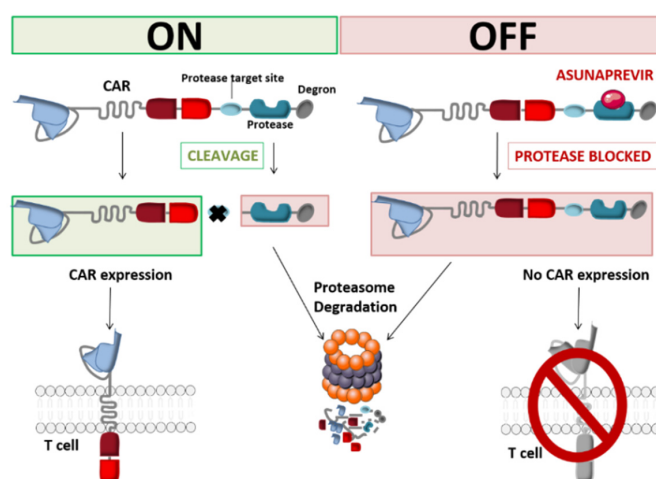 ON
OFF
CAR
Protease target site
Degron
Protease
ASUNAPREVIR
CLEAVAGE
PROTEASE BLOCKED
CAR expression
Proteasome
Degradation
No CAR expression
T cell
T cell